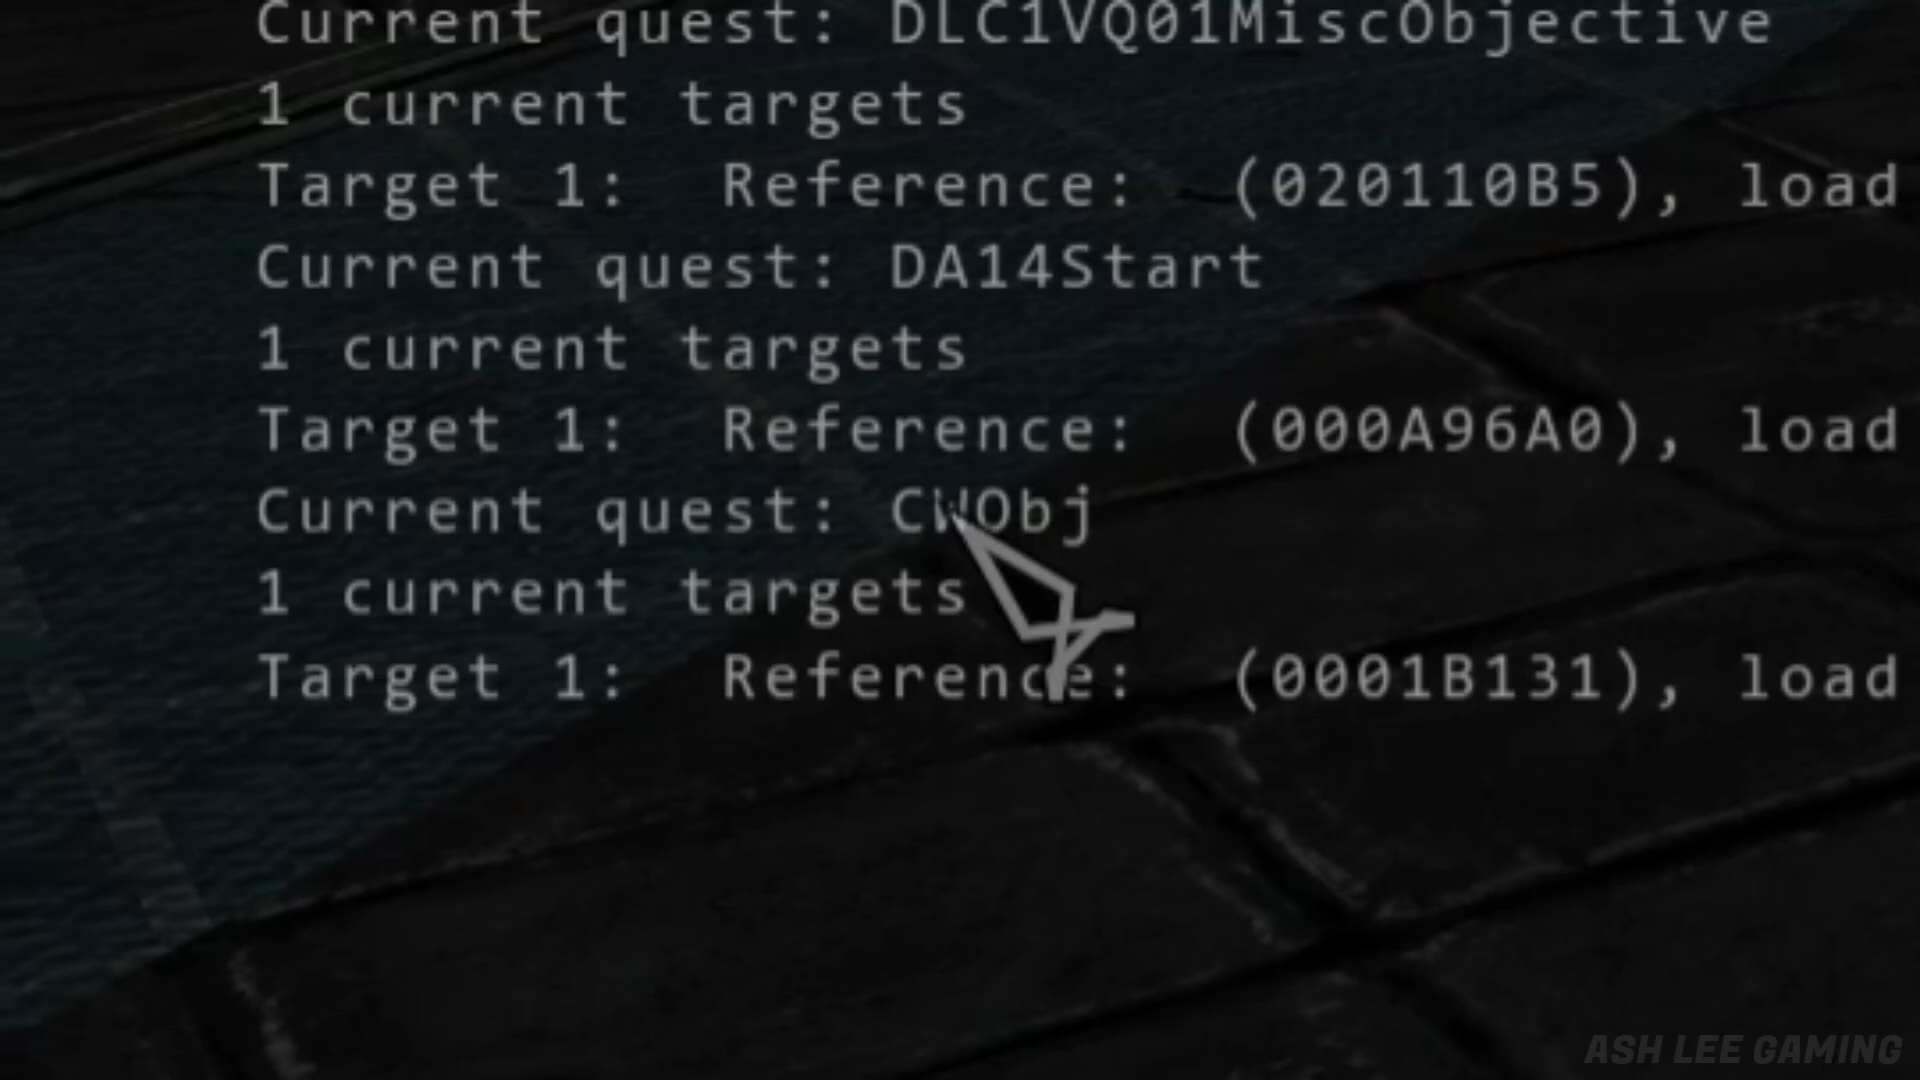 Current quest: DLC1VQ01MiscObjective
1 current targets
Target 1:  Reference:  (020110B5), load
Current quest: DA14Start
1 current targets
Target 1:  Reference:  (000A96A0), load
Current quest: CWObj
1 current targets
Target 1:  Reference:  (0001B131), load
ASH LEE GAMING